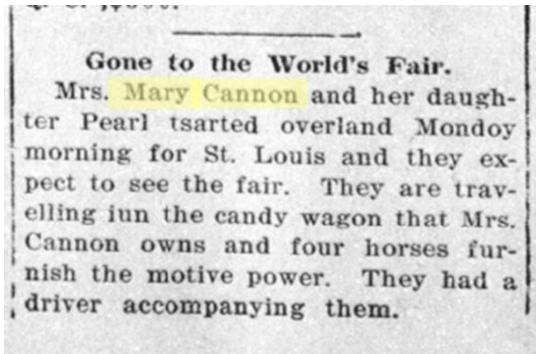 Gone to the World's Fair.
Mrs. Mary Cannon and her daugh-
ter Pearl tsarted overland Mondoy
morning for St. Louis and they ex-
pect to see the fair. They are trav-
elling iun the candy wagon that Mrs.
Cannon owns and four horses fur-
nish the motive power. They had a
driver accompanying them.